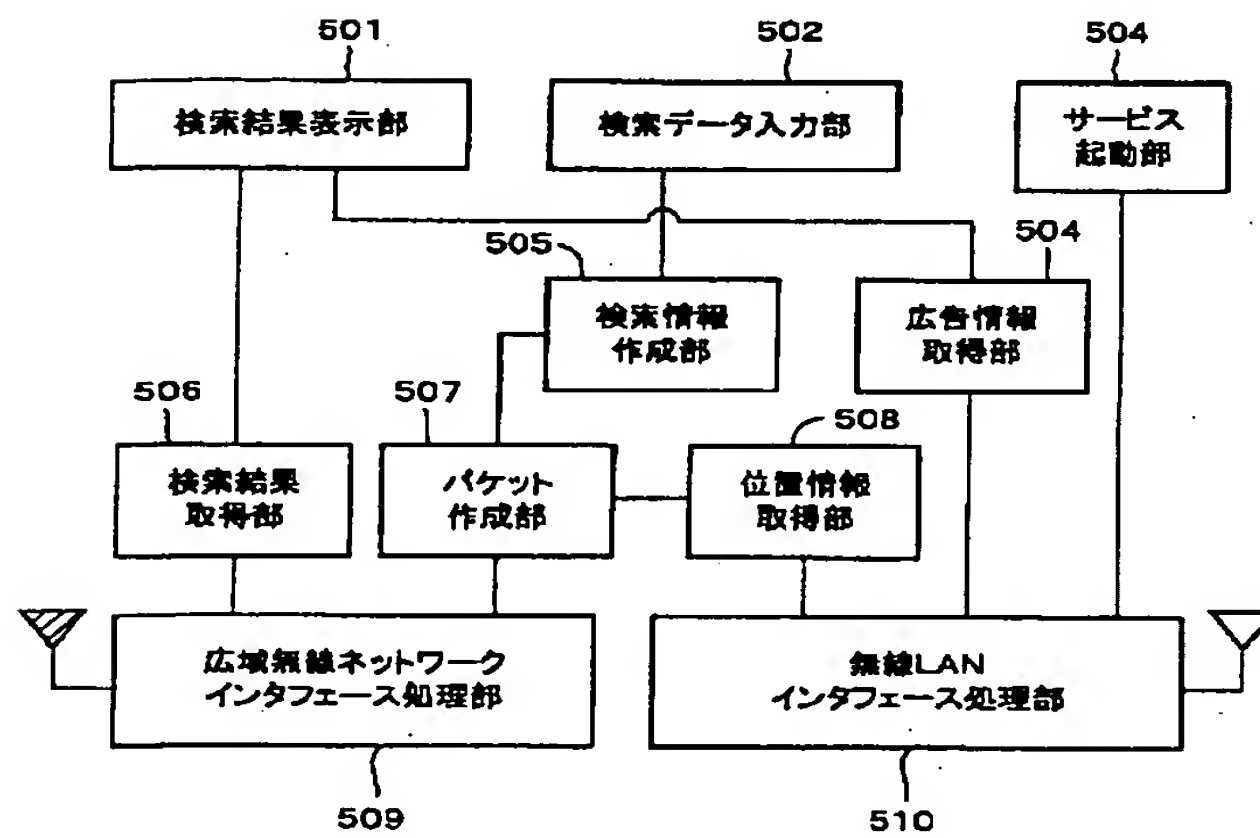 501
検索結果表示部
502
検索データ入力部
504
サービス
起動部
505
検索情報
作成部
504
広告情報
取得部
506
検索結果
取得部
507
パケット
作成部
508
位置情報
取得部
広域無線ネットワーク
インタフェース処理部
509
無線LAN
インタフェース処理部
510